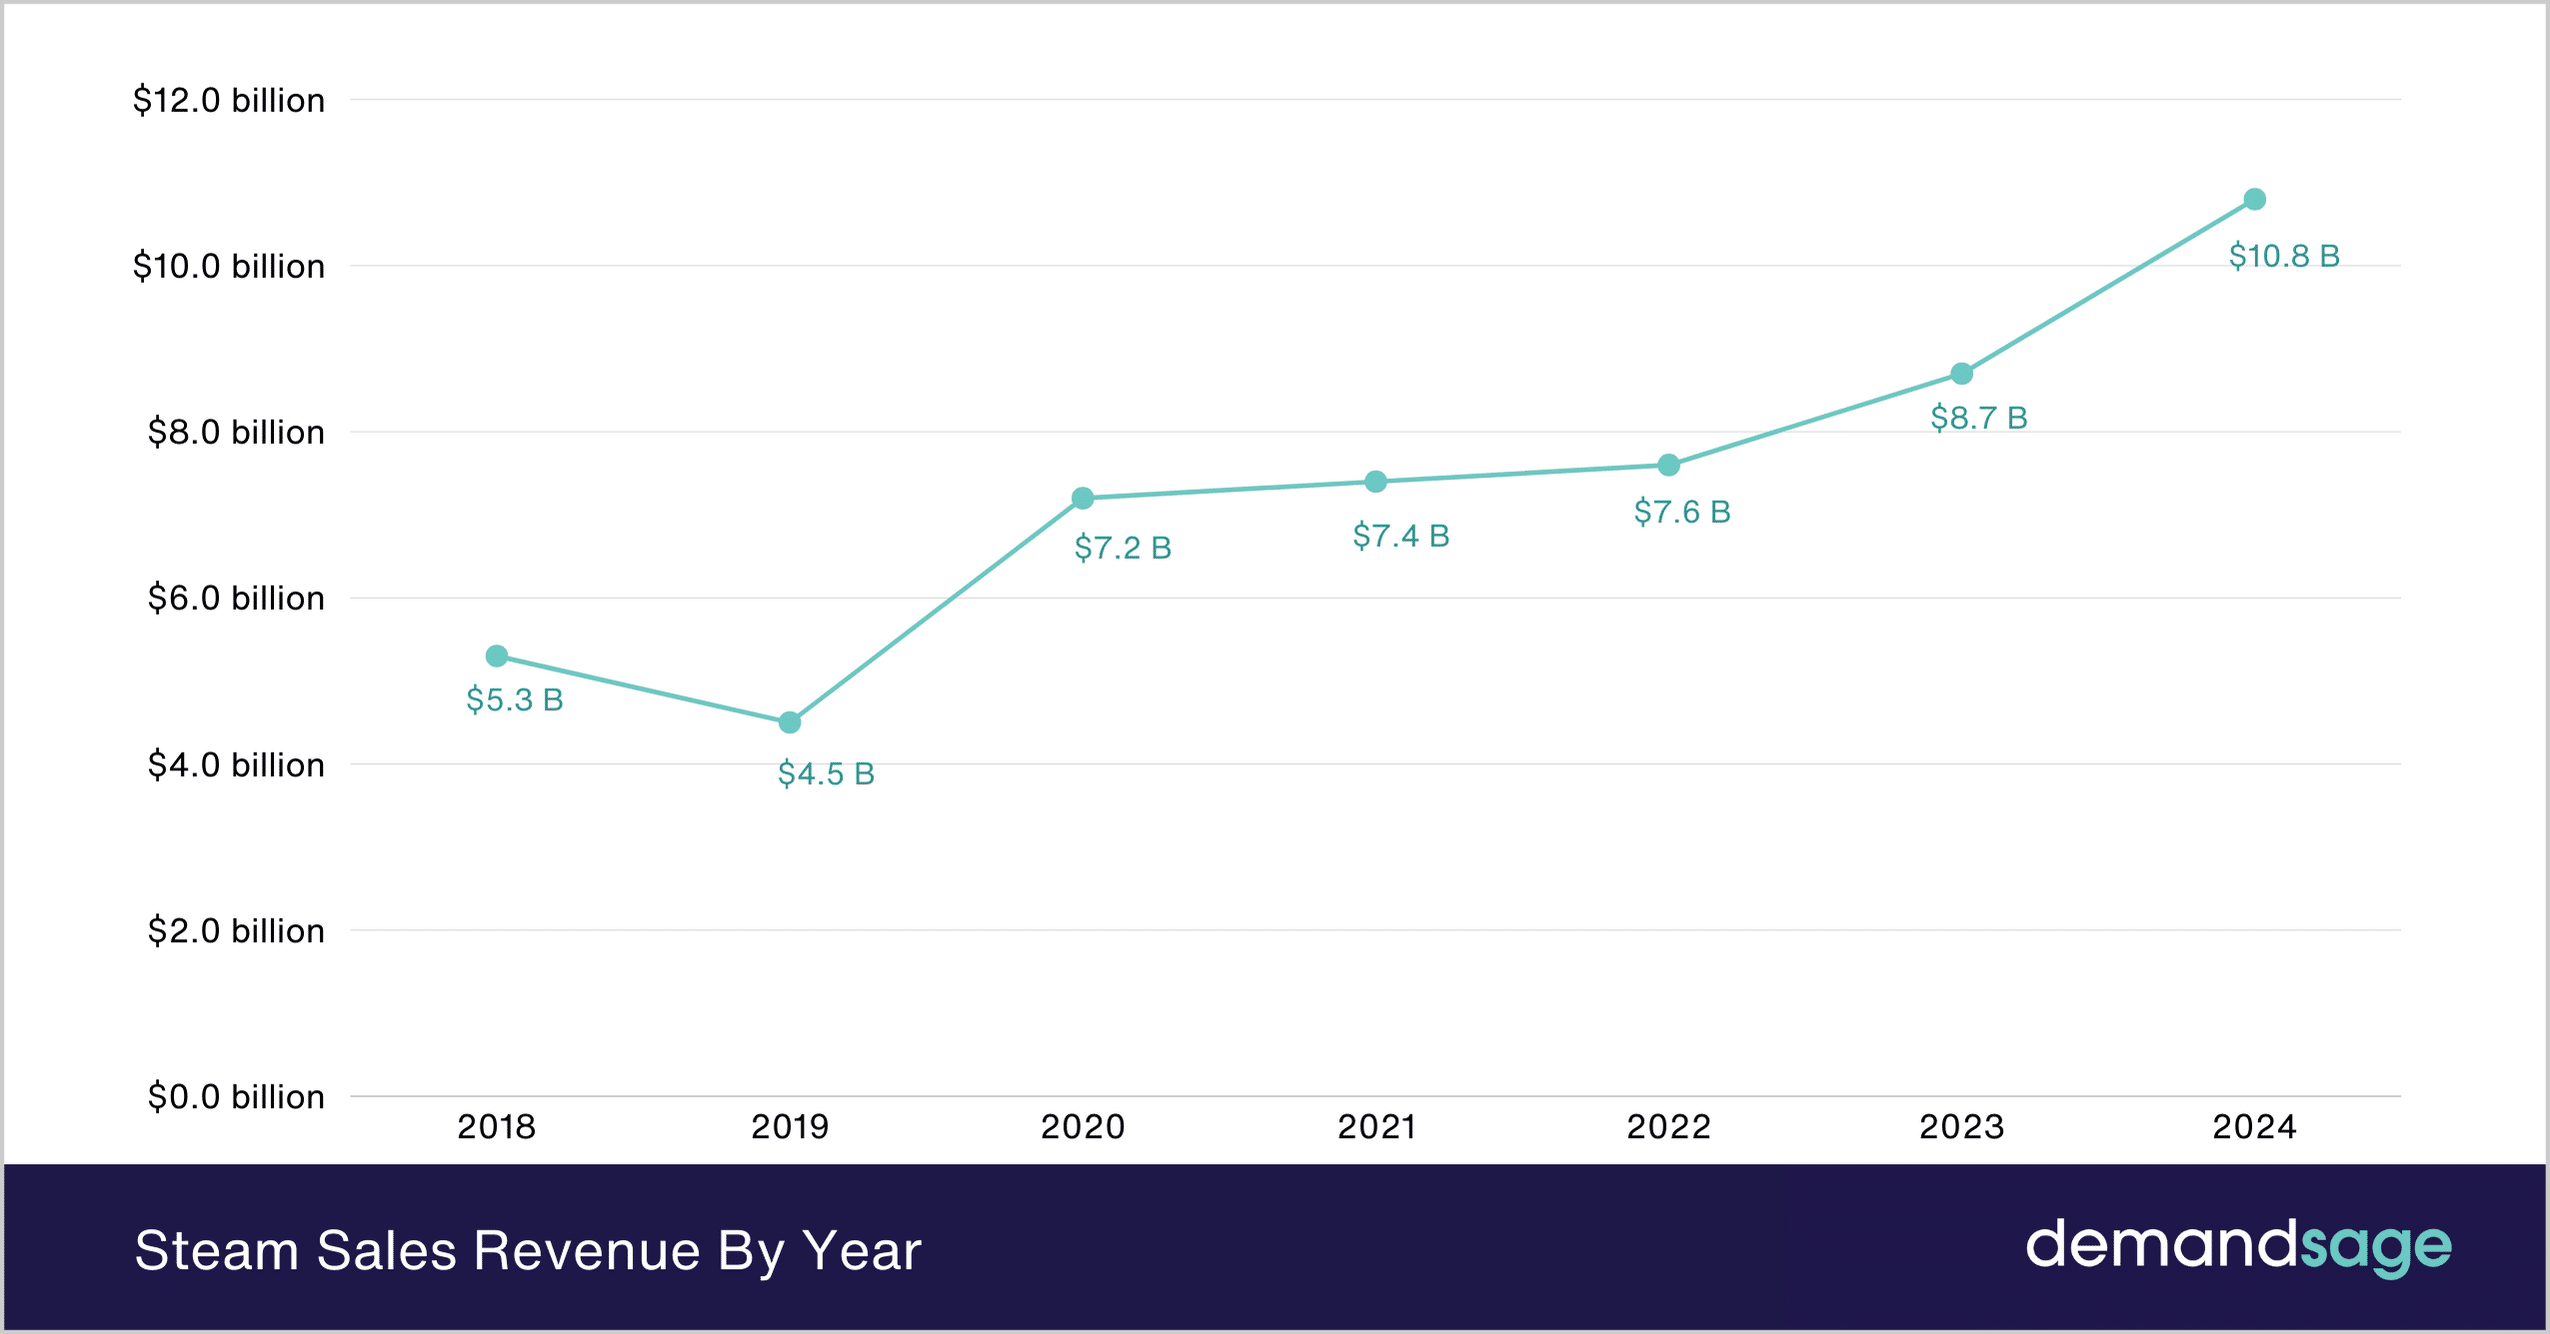 $12.0 billion
$10.0 billion
$10.8 B
$8.0 billion
$8.7 B
$7.6 B
$7.4 B
$7.2 B
$6.0 billion
$5.3 B
$4.0 billion
$4.5 B
$2.0 billion
$0.0 billion
2018 2019 2020 2021 2022 2023 2024
Steam Sales Revenue By Year
demandsage